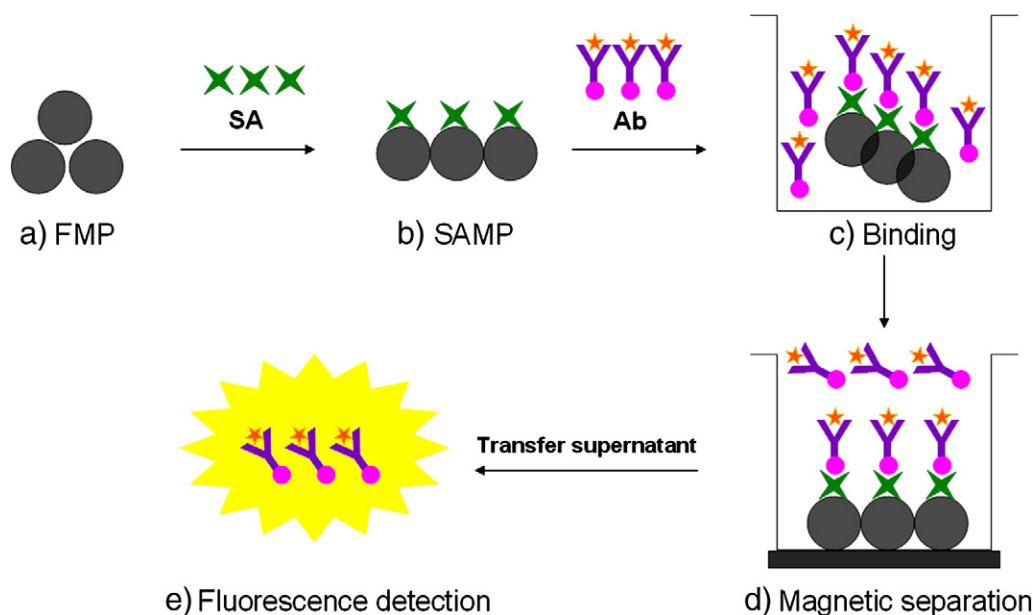 SA
Ab
a) FMP
b) SAMP
c) Binding
Transfer supernatant
e) Fluorescence detection
d) Magnetic separation